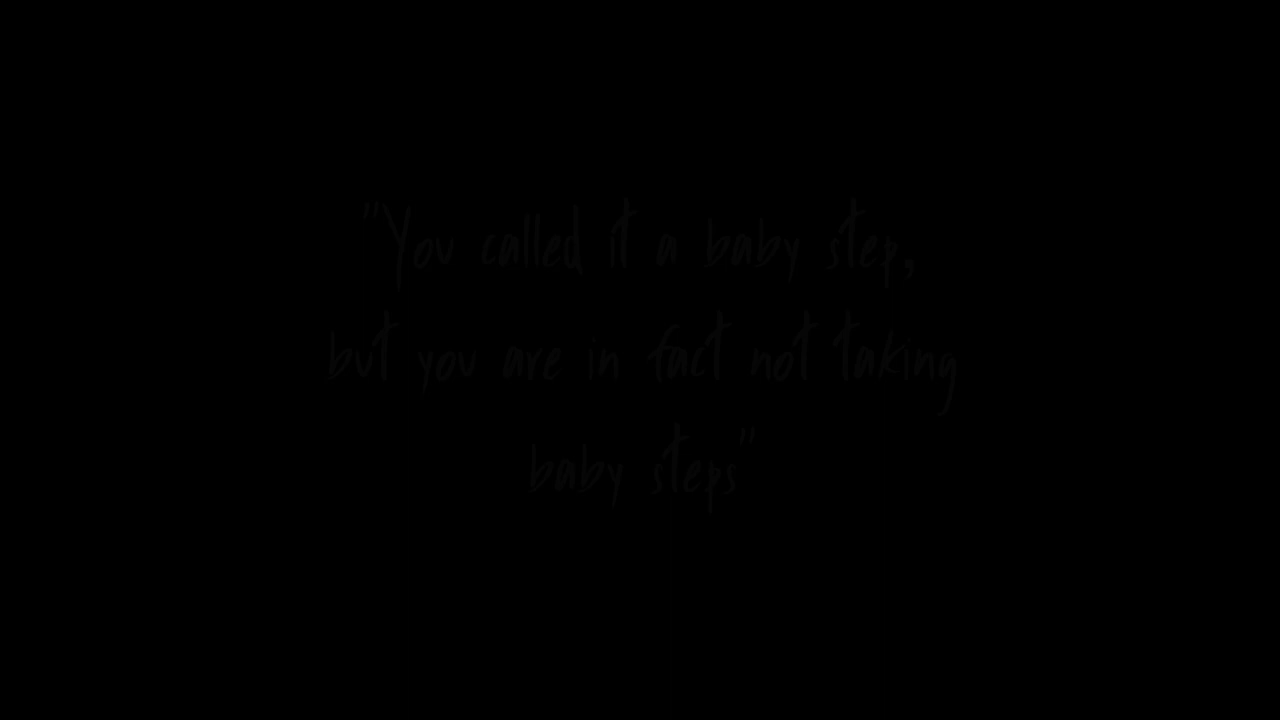 "You called it a baby step,
but you are in fact not taking
baby steps"